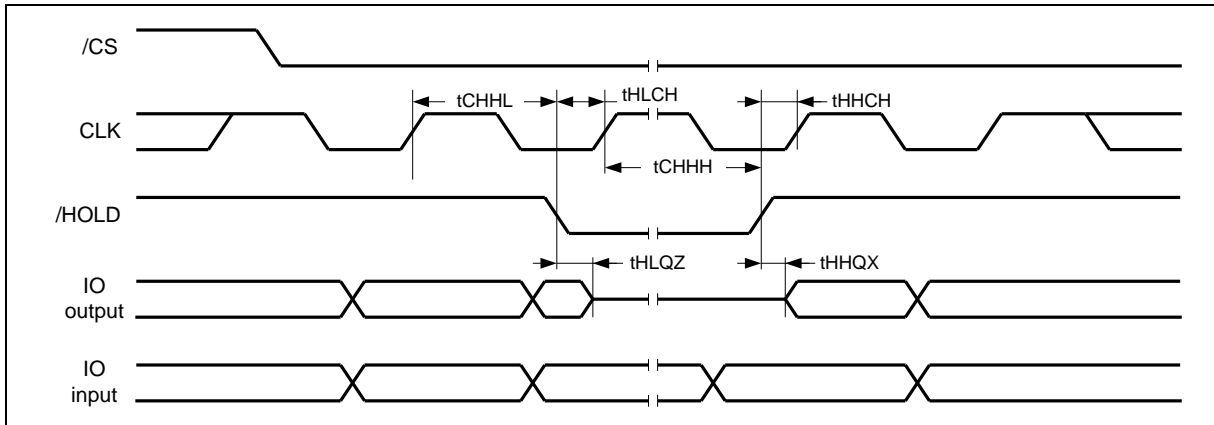 /CS
tCHHL
tHLCH
tHHCH
CLK
tCHHH
/HOLD
tHLQZ
tHHQX
IO
output
IO
input